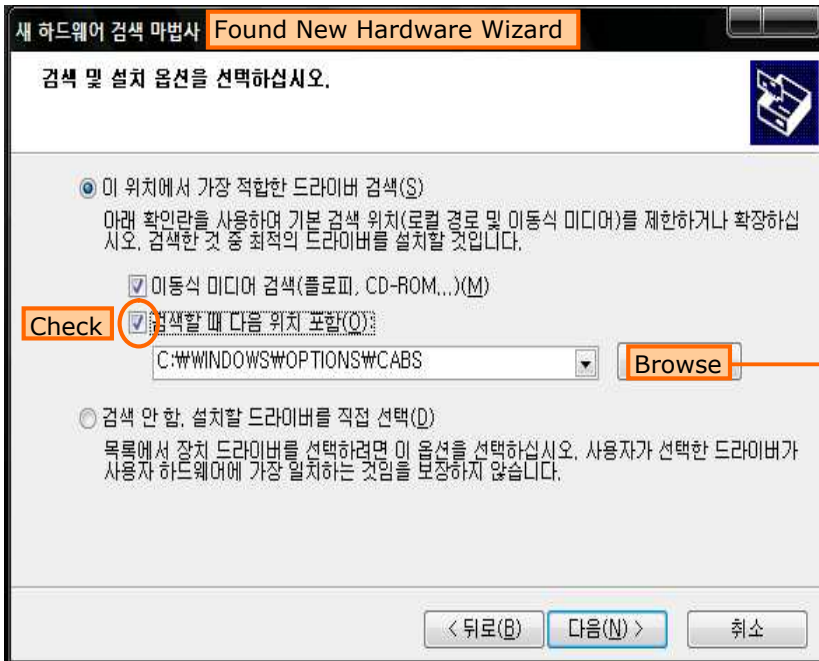 새 하드웨어 검색 마법사 Found New Hardware Wizard
검색 및 설치 옵션을 선택하십시오.
이 위치에서 가장 적합한 드라이버 검색(S)
아래 확인란을 사용하여 기본 검색 위치(로컬 경로 및 이동식 미디어)를 제한하거나 확장하십
시오. 검색한 것 중 최적의 드라이버를 설치할 것입니다.
이동식 미디어 검색(플로피, CD-ROM...)(M)
Check 검색할 때 다음 위치 포함(O):
C:₩WINDOWS₩OPTIONS₩CABS Browse
검색 안 함. 설치할 드라이버를 직접 선택(D)
목록에서 장치 드라이버를 선택하려면 이 옵션을 선택하십시오. 사용자가 선택한 드라이버가
사용자 하드웨어에 가장 일치하는 것임을 보장하지 않습니다.
< 뒤로(B) 다음(N) > 취소